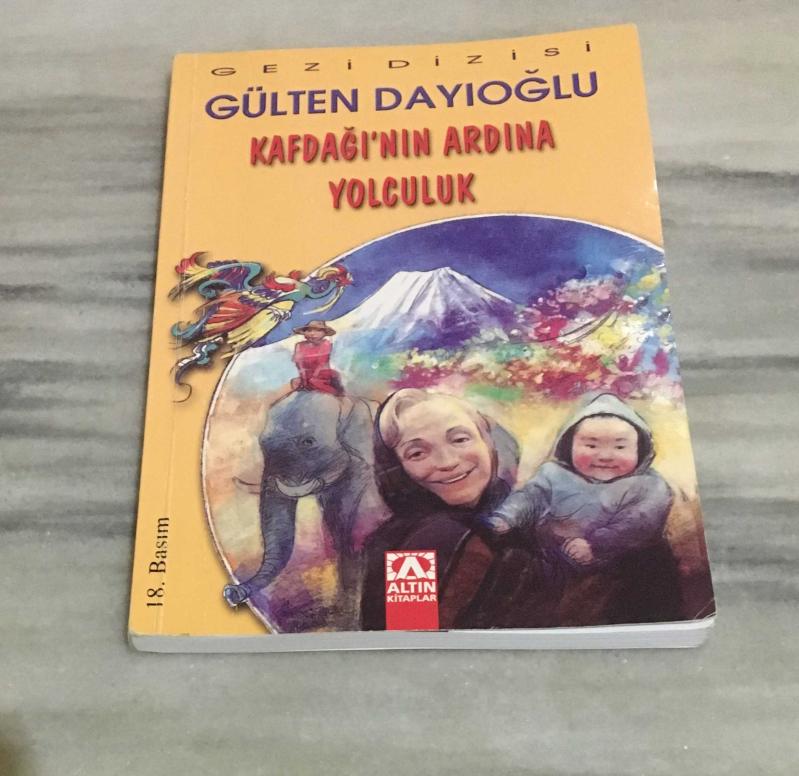 GEZİ DİZİSİ
GÜLTEN DAYIOĞLU
KAFDAĞI'NIN ARDINA
YOLCULUK
18. Basım
ALTIN
KİTAPLAR